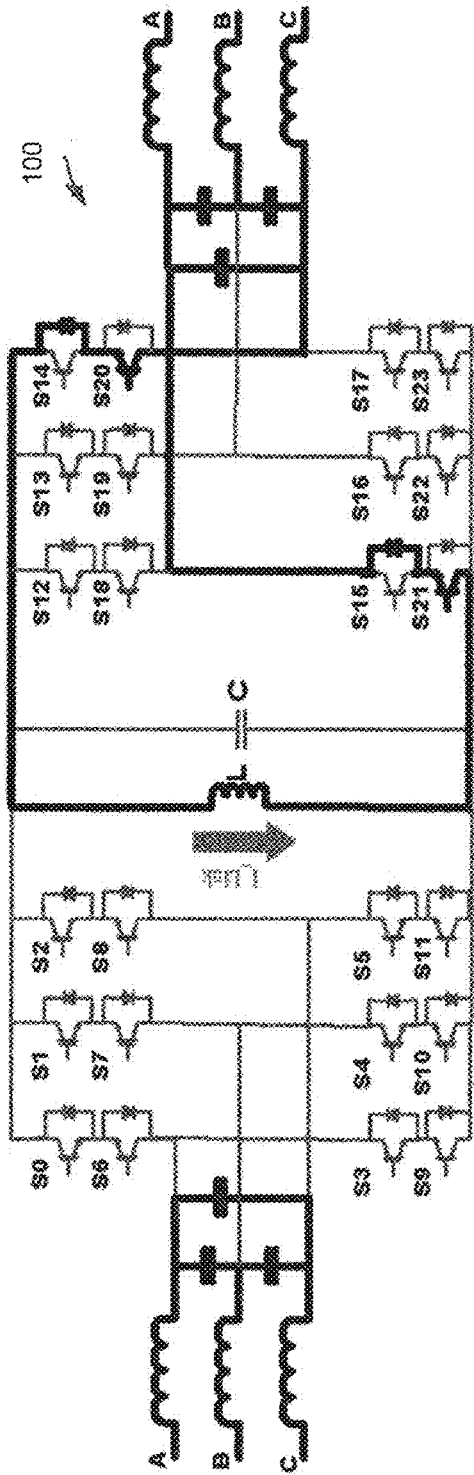 100
S0 S1 S2 S12 S13 S14
S6 S7 S8 S18 S19 S20
A A
I_Link
B L C B
C C
S3 S4 S5 S15 S16 S17
S9 S10 S11 S21 S22 S23